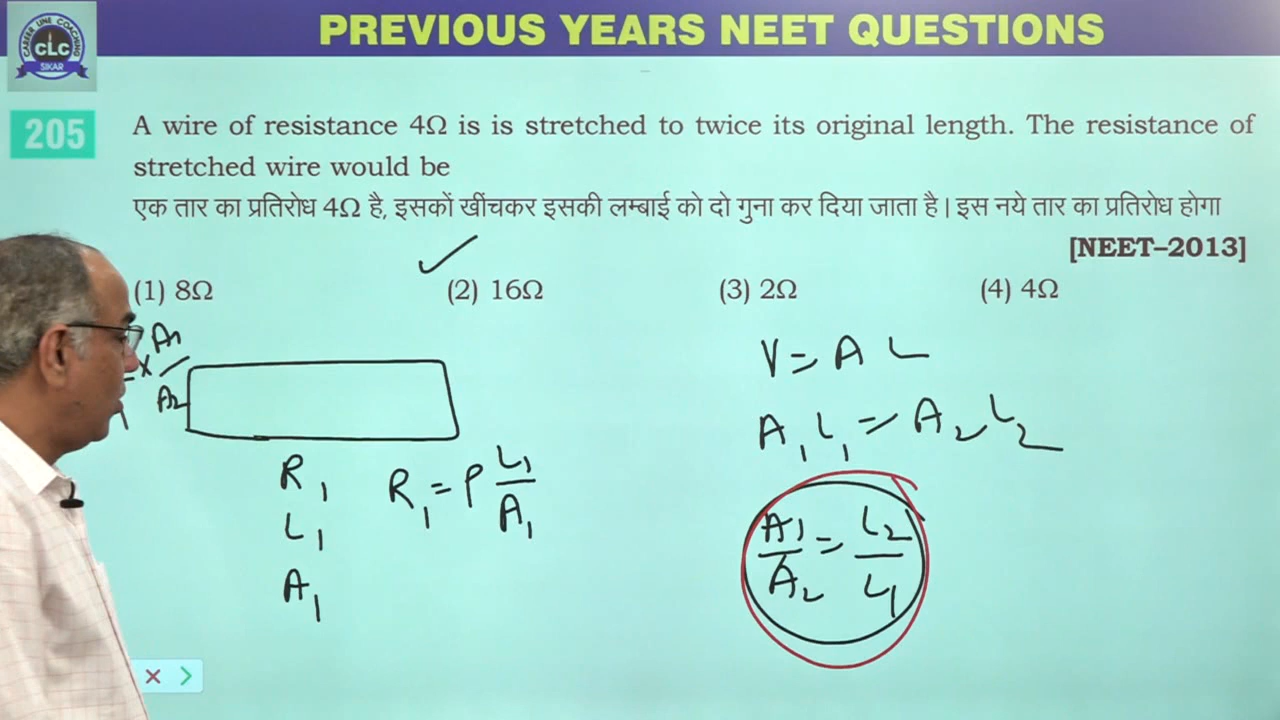 PREVIOUS YEARS NEET QUESTIONS
CAREER LINE COACHING
CLC
SIKAR
205
A wire of resistance 4Ω is is stretched to twice its original length. The resistance of
stretched wire would be
एक तार का प्रतिरोध 4Ω है, इसकों खींचकर इसकी लम्बाई को दो गुना कर दिया जाता है। इस नये तार का प्रतिरोध होगा
[NEET–2013]
(1) 8Ω (2) 16Ω (3) 2Ω (4) 4Ω
× A₁
A₂
V = A L
A₁ L₁ = A₂ L₂
R₁
R₁ = ρ L₁/A₁
L₁
A₁
A₁/A₂ = L₂/L₁